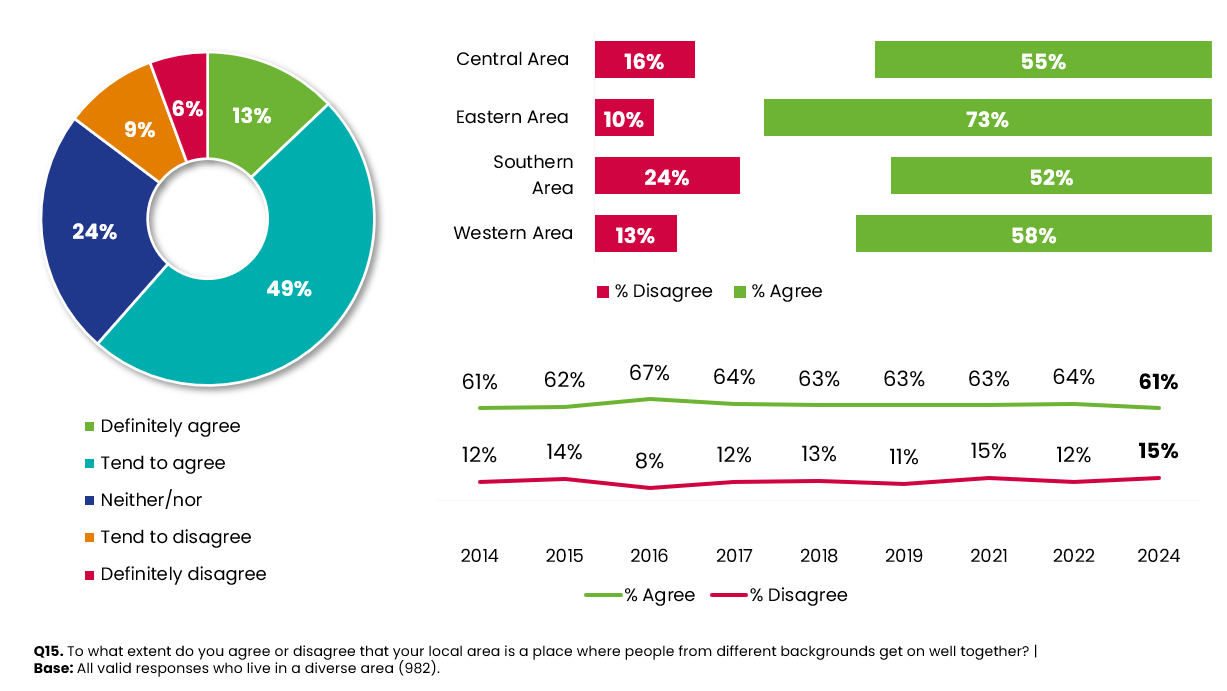 6%
13%
9%
24%
49%
Definitely agree
Tend to agree
Neither/nor
Tend to disagree
Definitely disagree
Central Area
16%
55%
Eastern Area
10%
73%
Southern
Area
24%
52%
Western Area
13%
58%
% Disagree
% Agree
61% 62% 67% 64% 63% 63% 63% 64% 61%
12% 14% 8% 12% 13% 11% 15% 12% 15%
2014 2015 2016 2017 2018 2019 2021 2022 2024
% Agree % Disagree
Q15. To what extent do you agree or disagree that your local area is a place where people from different backgrounds get on well together? |
Base: All valid responses who live in a diverse area (982).